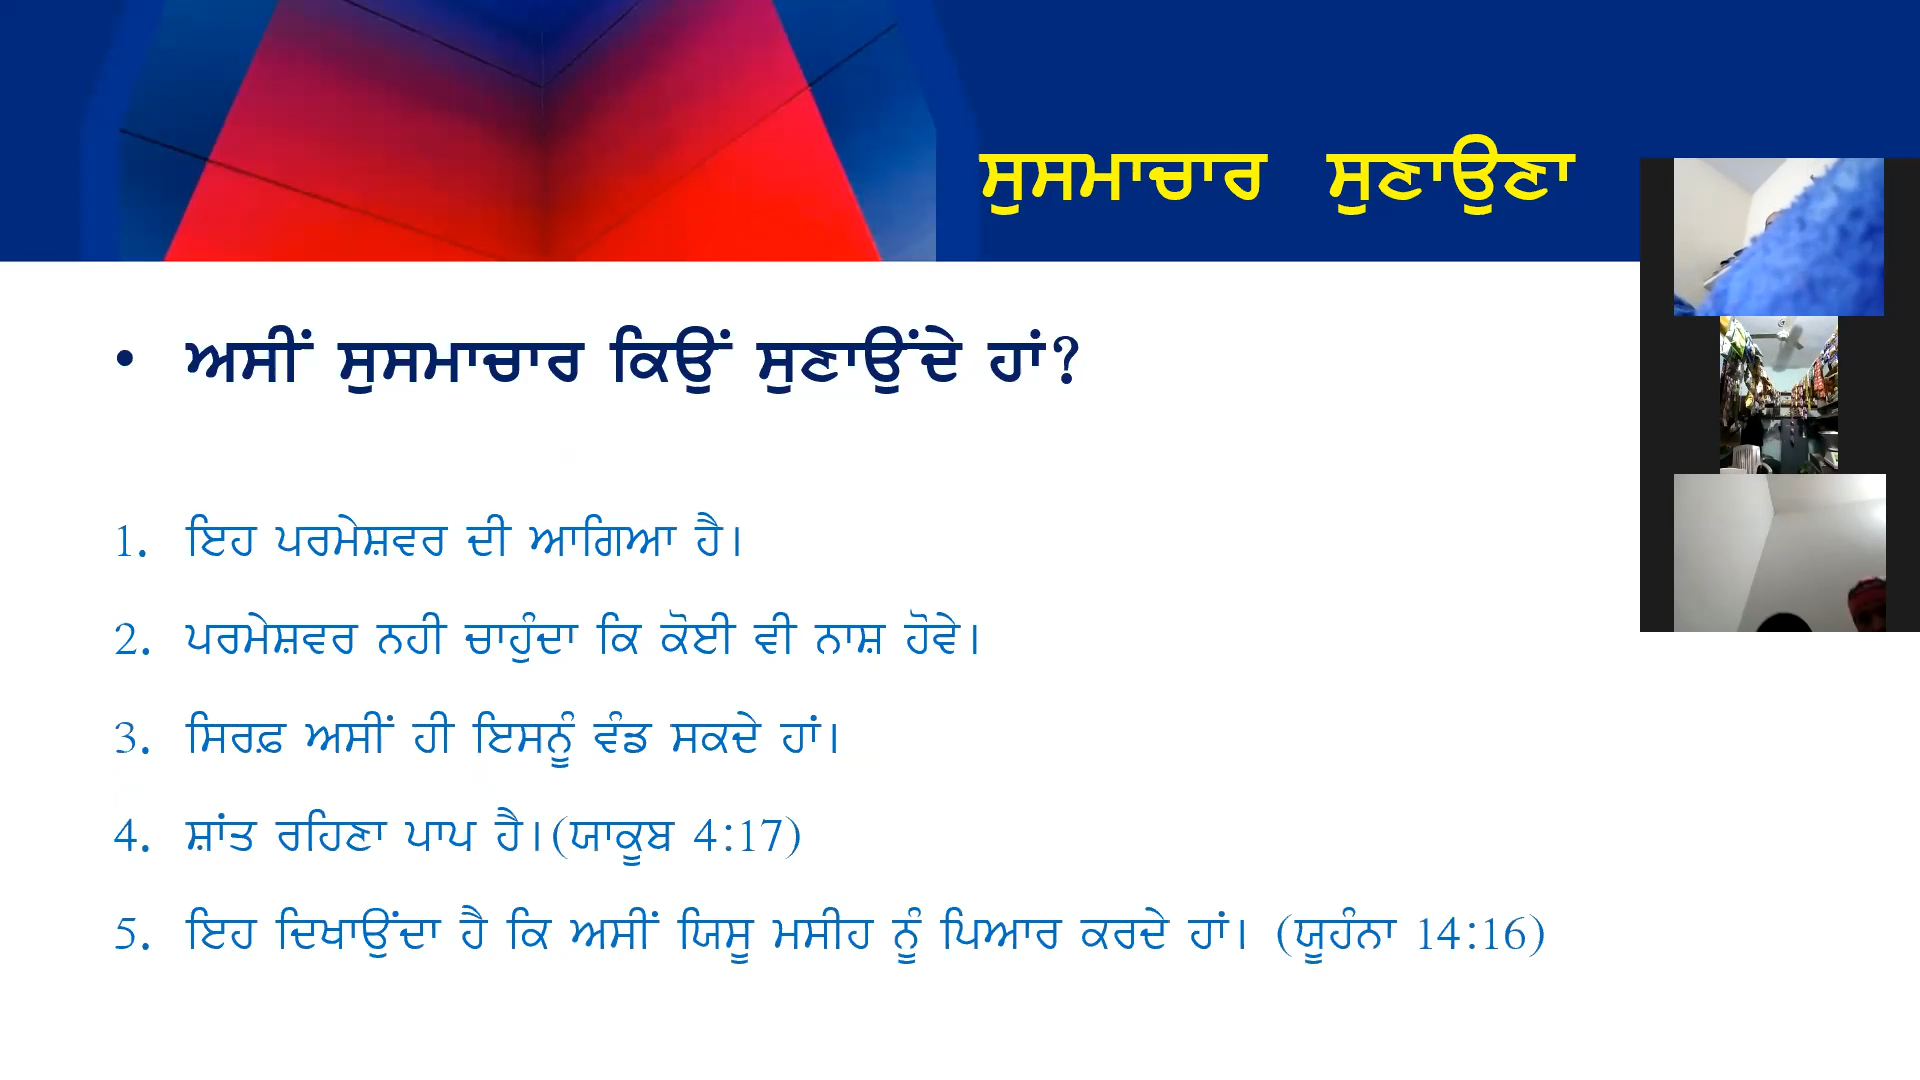 ਸੁਸਮਾਚਾਰ ਸੁਣਾਉਣਾ
• ਅਸੀਂ ਸੁਸਮਾਚਾਰ ਕਿਉਂ ਸੁਣਾਉਂਦੇ ਹਾਂ?
1. ਇਹ ਪਰਮੇਸ਼ਵਰ ਦੀ ਆਗਿਆ ਹੈ।
2. ਪਰਮੇਸ਼ਵਰ ਨਹੀ ਚਾਹੁੰਦਾ ਕਿ ਕੋਈ ਵੀ ਨਾਸ਼ ਹੋਵੇ।
3. ਸਿਰਫ਼ ਅਸੀਂ ਹੀ ਇਸਨੂੰ ਵੰਡ ਸਕਦੇ ਹਾਂ।
4. ਸ਼ਾਂਤ ਰਹਿਣਾ ਪਾਪ ਹੈ।(ਯਾਕੂਬ 4:17)
5. ਇਹ ਦਿਖਾਉਂਦਾ ਹੈ ਕਿ ਅਸੀਂ ਯਿਸੂ ਮਸੀਹ ਨੂੰ ਪਿਆਰ ਕਰਦੇ ਹਾਂ। (ਯੂਹੰਨਾ 14:16)